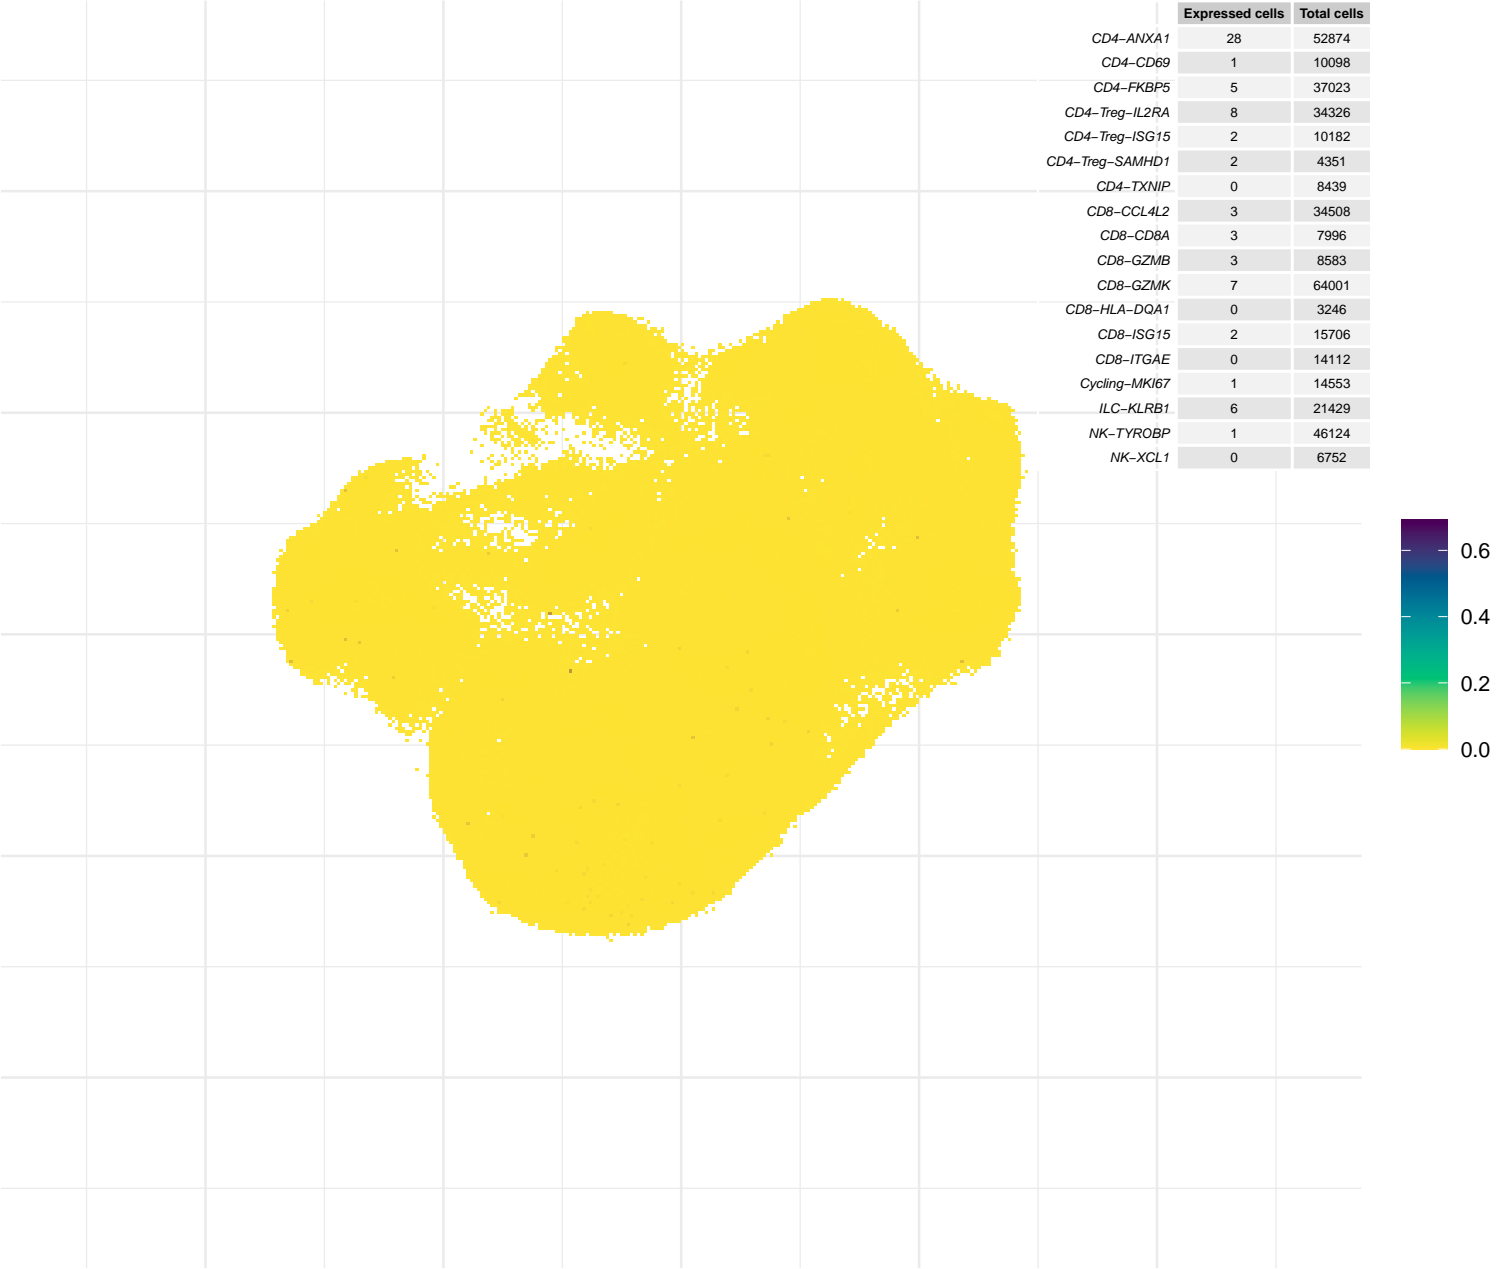 Expressed cells Total cells
CD4−ANXA1 28 52874
CD4−CD69 1 10098
CD4−FKBP5 5 37023
CD4−Treg−IL2RA 8 34326
CD4−Treg−ISG15 2 10182
CD4−Treg−SAMHD1 2 4351
CD4−TXNIP 0 8439
CD8−CCL4L2 3 34508
CD8−CD8A 3 7996
CD8−GZMB 3 8583
CD8−GZMK 7 64001
CD8−HLA−DQA1 0 3246
CD8−ISG15 2 15706
CD8−ITGAE 0 14112
Cycling−MKI67 1 14553
ILC−KLRB1 6 21429
NK−TYROBP 1 46124
NK−XCL1 0 6752
0.6
0.4
0.2
0.0